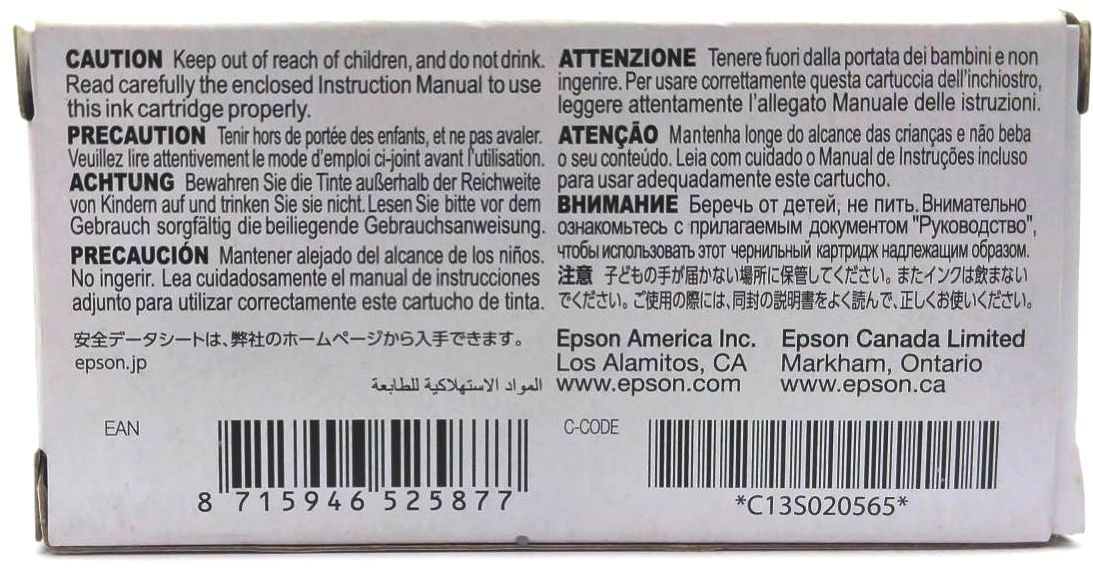 CAUTION Keep out of reach of children, and do not drink.
Read carefully the enclosed Instruction Manual to use
this ink cartridge properly.
PRECAUTION Tenir hors de portée des enfants, et ne pas avaler.
Veuillez lire attentivement le mode d'emploi ci-joint avant l'utilisation.
ACHTUNG Bewahren Sie die Tinte außerhalb der Reichweite
von Kindern auf und trinken Sie sie nicht. Lesen Sie bitte vor dem
Gebrauch sorgfältig die beiliegende Gebrauchsanweisung.
PRECAUCIÓN Mantener alejado del alcance de los niños.
No ingerir. Lea cuidadosamente el manual de instrucciones
adjunto para utilizar correctamente este cartucho de tinta.
安全データシートは、弊社のホームページから入手できます。
epson.jp
المواد الاستهلاكية للطابعة
ATTENZIONE Tenere fuori dalla portata dei bambini e non
ingerire. Per usare correttamente questa cartuccia dell'inchiostro,
leggere attentamente l'allegato Manuale delle istruzioni.
ATENÇÃO Mantenha longe do alcance das crianças e não beba
o seu conteúdo. Leia com cuidado o Manual de Instruções incluso
para usar adequadamente este cartucho.
ВНИМАНИЕ Беречь от детей, не пить. Внимательно
ознакомьтесь с прилагаемым документом "Руководство",
чтобы использовать этот чернильный картридж надлежащим образом.
注意 子どもの手が届かない場所に保管してください。またインクは飲まない
でください。ご使用の際には、同封の説明書をよく読んで、正しくお使いください。
Epson America Inc.
Los Alamitos, CA
www.epson.com
Epson Canada Limited
Markham, Ontario
www.epson.ca
EAN
8 715946 525877
C-CODE
*C13S020565*